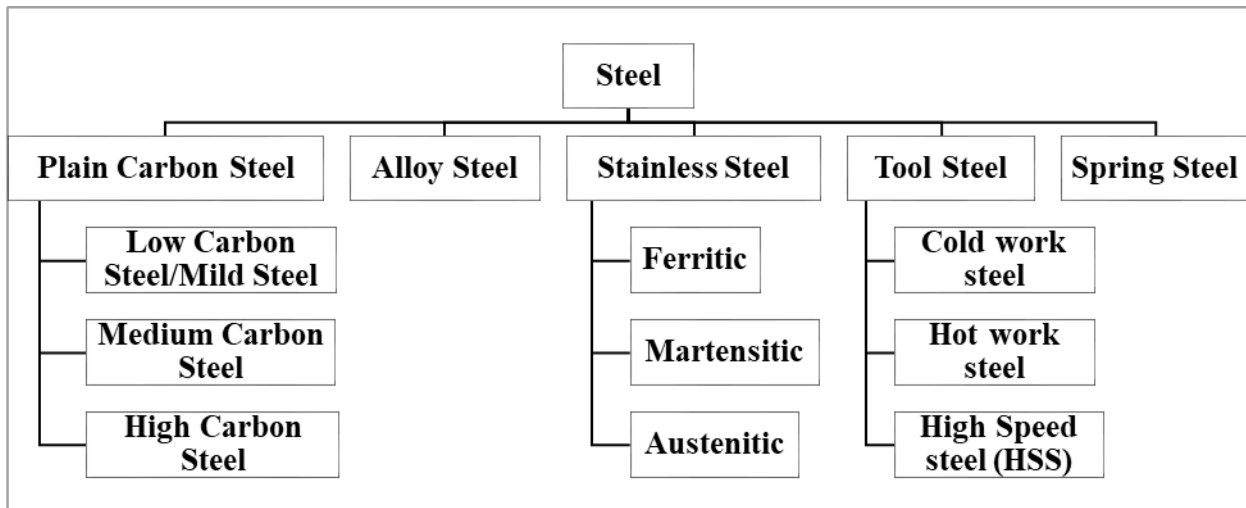 Steel
Plain Carbon Steel
Alloy Steel
Stainless Steel
Tool Steel
Spring Steel
Low Carbon
Steel/Mild Steel
Medium Carbon
Steel
High Carbon
Steel
Ferritic
Martensitic
Austenitic
Cold work
steel
Hot work
steel
High Speed
steel (HSS)